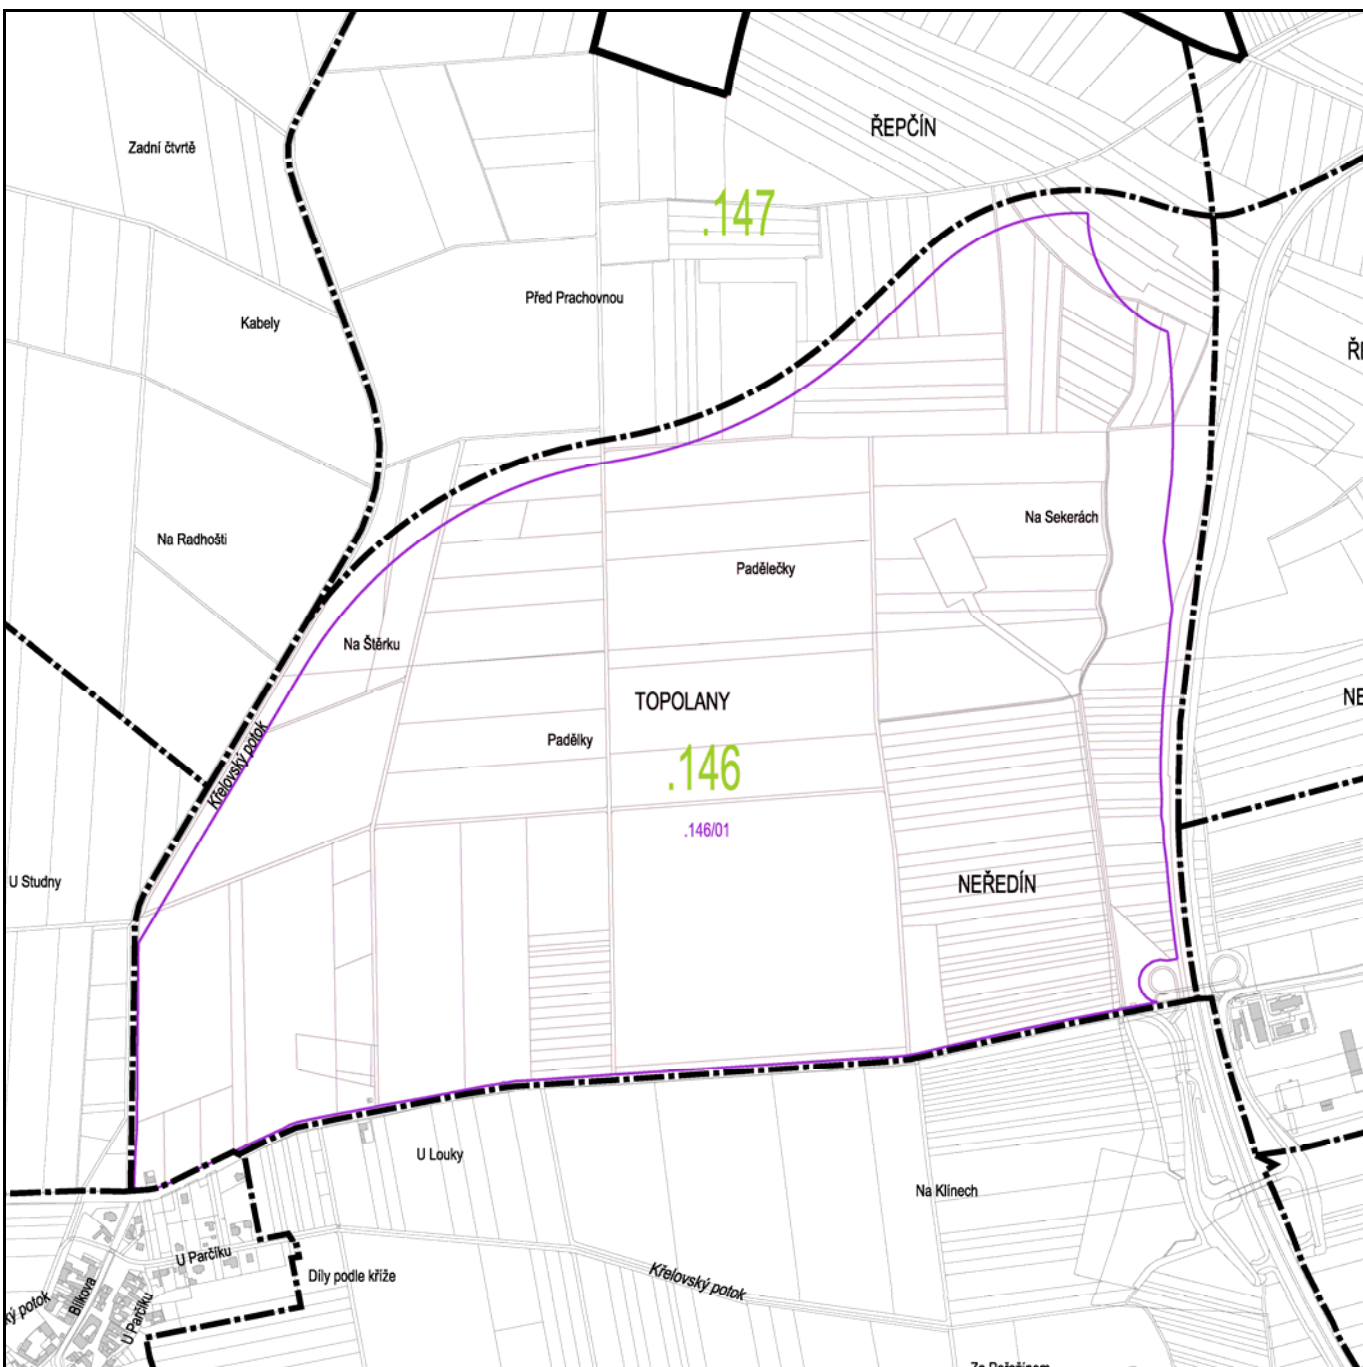 ŘEPČÍN
Zadní čtvrtě
.147
Před Prachovnou
Kabely
Na Sekerách
Na Radhošti
Padělečky
Na Štěrku
TOPOLANY
Padělky
.146
Křelovský potok
.146/01
U Studny
NEŘEDÍN
U Louky
Na Klínech
U Parčíku
Díly podle kříže
Křelovský potok
Bílkova
U Parčíku
potok